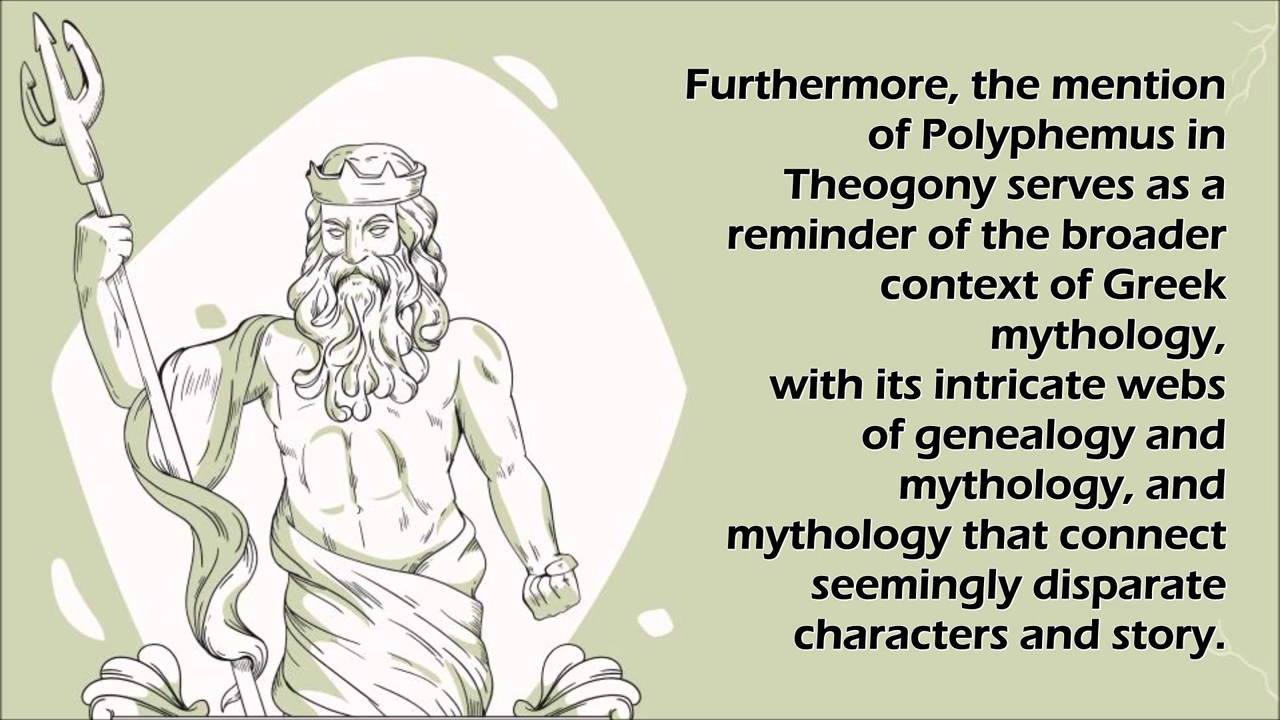 Furthermore, the mention
of Polyphemus in
Theogony serves as a
reminder of the broader
context of Greek
mythology,
with its intricate webs
of genealogy and
mythology, and
mythology that connect
seemingly disparate
characters and story.